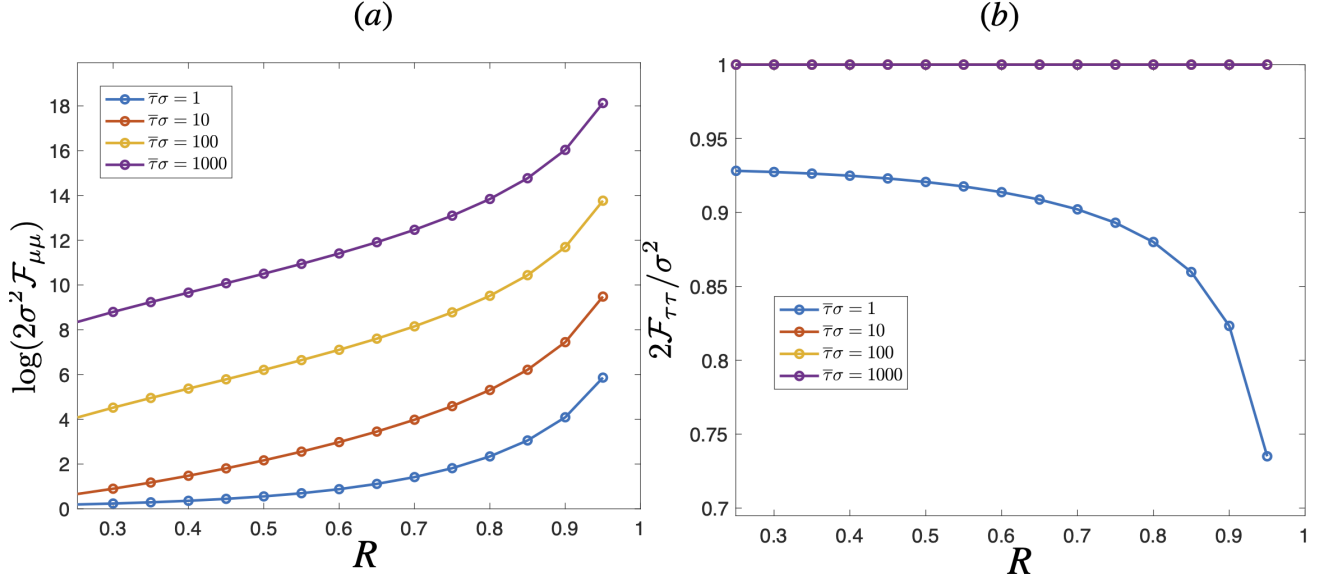 (a)
log(2σ²𝓕μμ)
18
16
14
12
10
8
6
4
2
0
τ̅σ = 1
τ̅σ = 10
τ̅σ = 100
τ̅σ = 1000
0.3 0.4 0.5 0.6 0.7 0.8 0.9 1
R
(b)
2𝓕ττ/σ²
1
0.95
0.9
0.85
0.8
0.75
0.7
τ̅σ = 1
τ̅σ = 10
τ̅σ = 100
τ̅σ = 1000
0.3 0.4 0.5 0.6 0.7 0.8 0.9 1
R